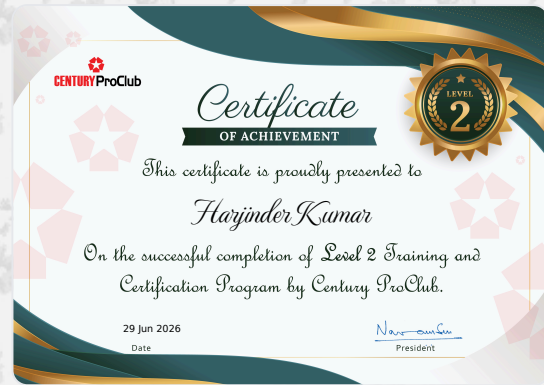 CENTURY ProClub
LEVEL
2
Certificate
OF ACHIEVEMENT
This certificate is proudly presented to
Harjinder Kumar
On the successful completion of Level 2 Training and
Certification Program by Century ProClub.
29 Jun 2026
Date
President